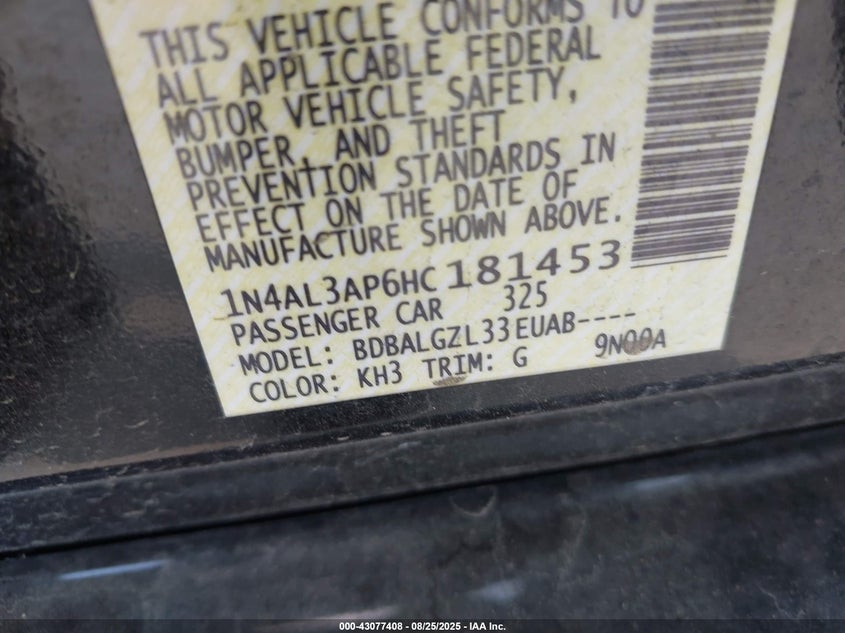 THIS VEHICLE CONFORMS TO
ALL APPLICABLE FEDERAL
MOTOR VEHICLE SAFETY,
BUMPER, AND THEFT
PREVENTION STANDARDS IN
EFFECT ON THE DATE OF
MANUFACTURE SHOWN ABOVE.
1N4AL3AP6HC181453
PASSENGER CAR 325
MODEL: BDBALGZL33EUAB----
COLOR: KH3 TRIM: G 9N00A
000-43077408 - 08/25/2025 - IAA Inc.